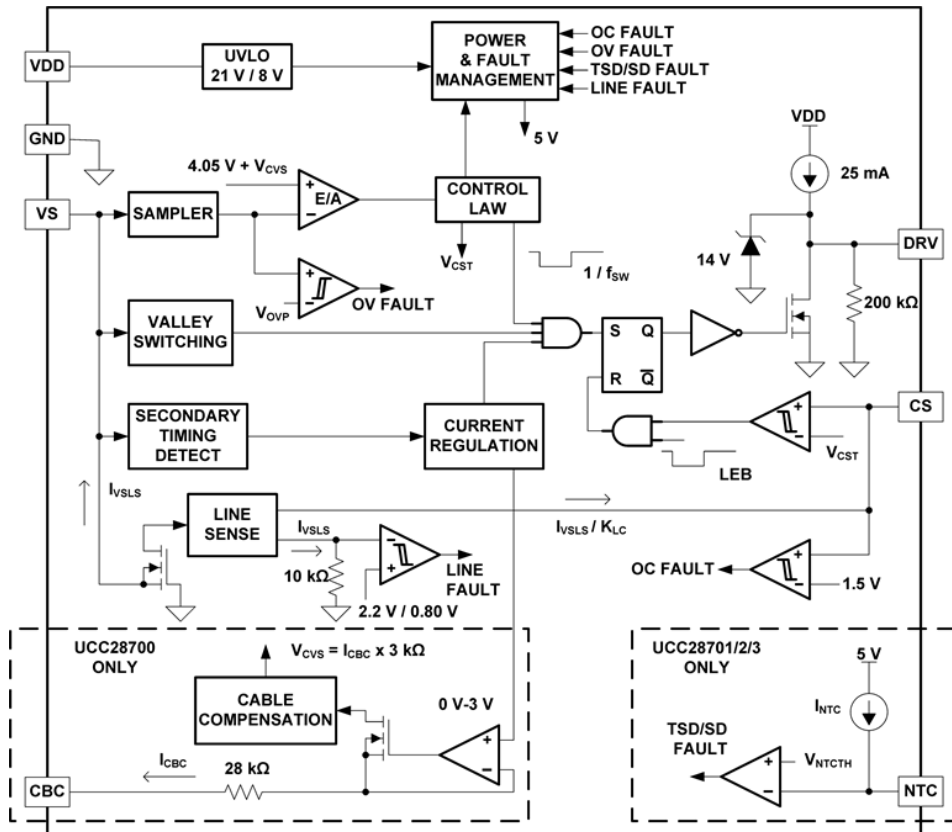 VDD
UVLO
21 V / 8 V
POWER
& FAULT
MANAGEMENT
OC FAULT
OV FAULT
TSD/SD FAULT
LINE FAULT
5 V
GND
VDD
25 mA
4.05 V + VCVS
+
E/A
−
CONTROL
LAW
VS
SAMPLER
VCST
1 / fSW
14 V
DRV
200 kΩ
+
−
VOVP
OV FAULT
VALLEY
SWITCHING
S Q
R Q
SECONDARY
TIMING
DETECT
CURRENT
REGULATION
CS
+
−
VCST
LEB
IVSLS
LINE
SENSE
IVSLS
IVSLS / KLC
10 kΩ
−
+
LINE
FAULT
2.2 V / 0.80 V
OC FAULT
+
−
1.5 V
UCC28700
ONLY
VCVS = ICBC x 3 kΩ
CABLE
COMPENSATION
0 V-3 V
+
−
ICBC
28 kΩ
CBC
UCC28701/2/3
ONLY
5 V
INTC
TSD/SD
FAULT
+
−
VNTCTH
NTC